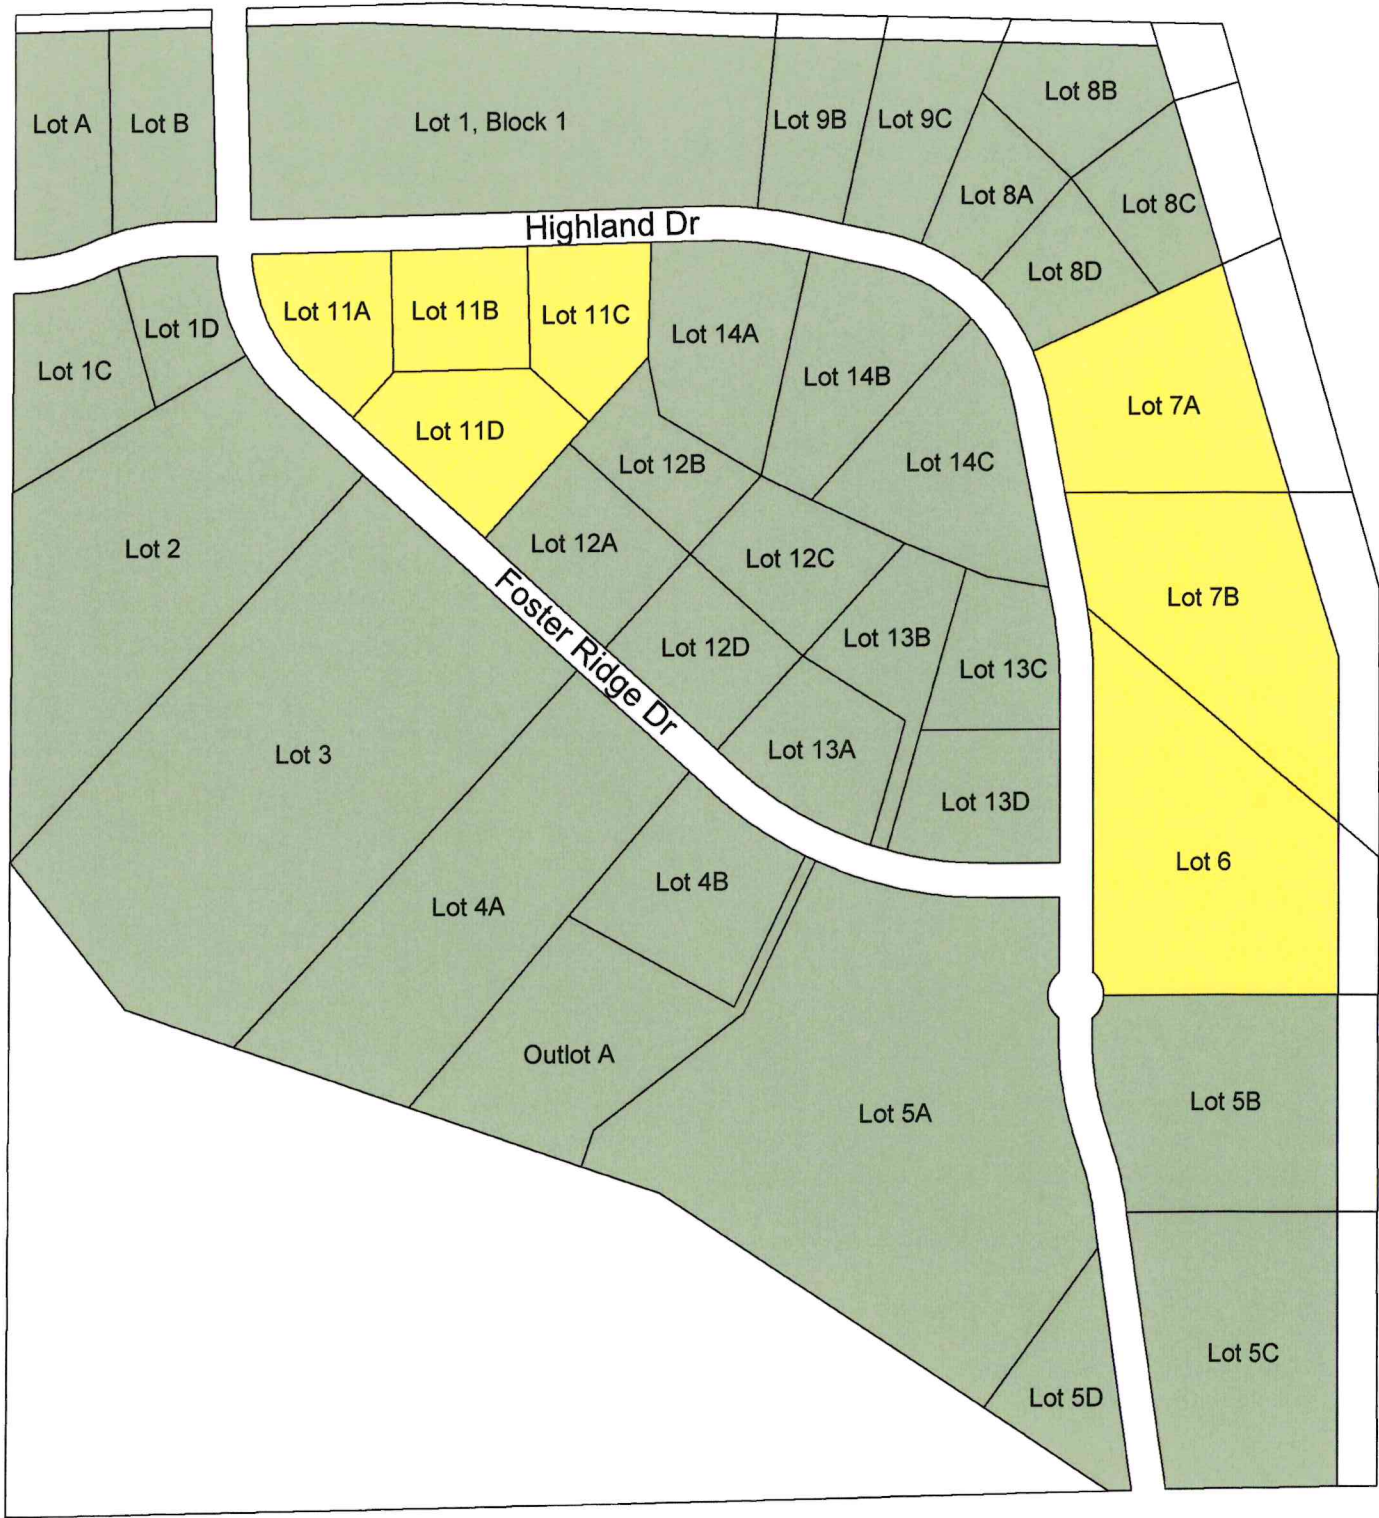 Lot A
Lot B
Lot 1, Block 1
Lot 9B
Lot 9C
Lot 8B
Lot 8A
Lot 8C
Lot 8D
Highland Dr
Lot 1C
Lot 1D
Lot 11A
Lot 11B
Lot 11C
Lot 11D
Lot 14A
Lot 14B
Lot 14C
Lot 7A
Lot 7B
Lot 12B
Lot 12A
Lot 12C
Lot 12D
Lot 13B
Lot 13C
Lot 13A
Lot 13D
Foster Ridge Dr
Lot 2
Lot 3
Lot 4A
Lot 4B
Lot 6
Outlot A
Lot 5A
Lot 5B
Lot 5C
Lot 5D